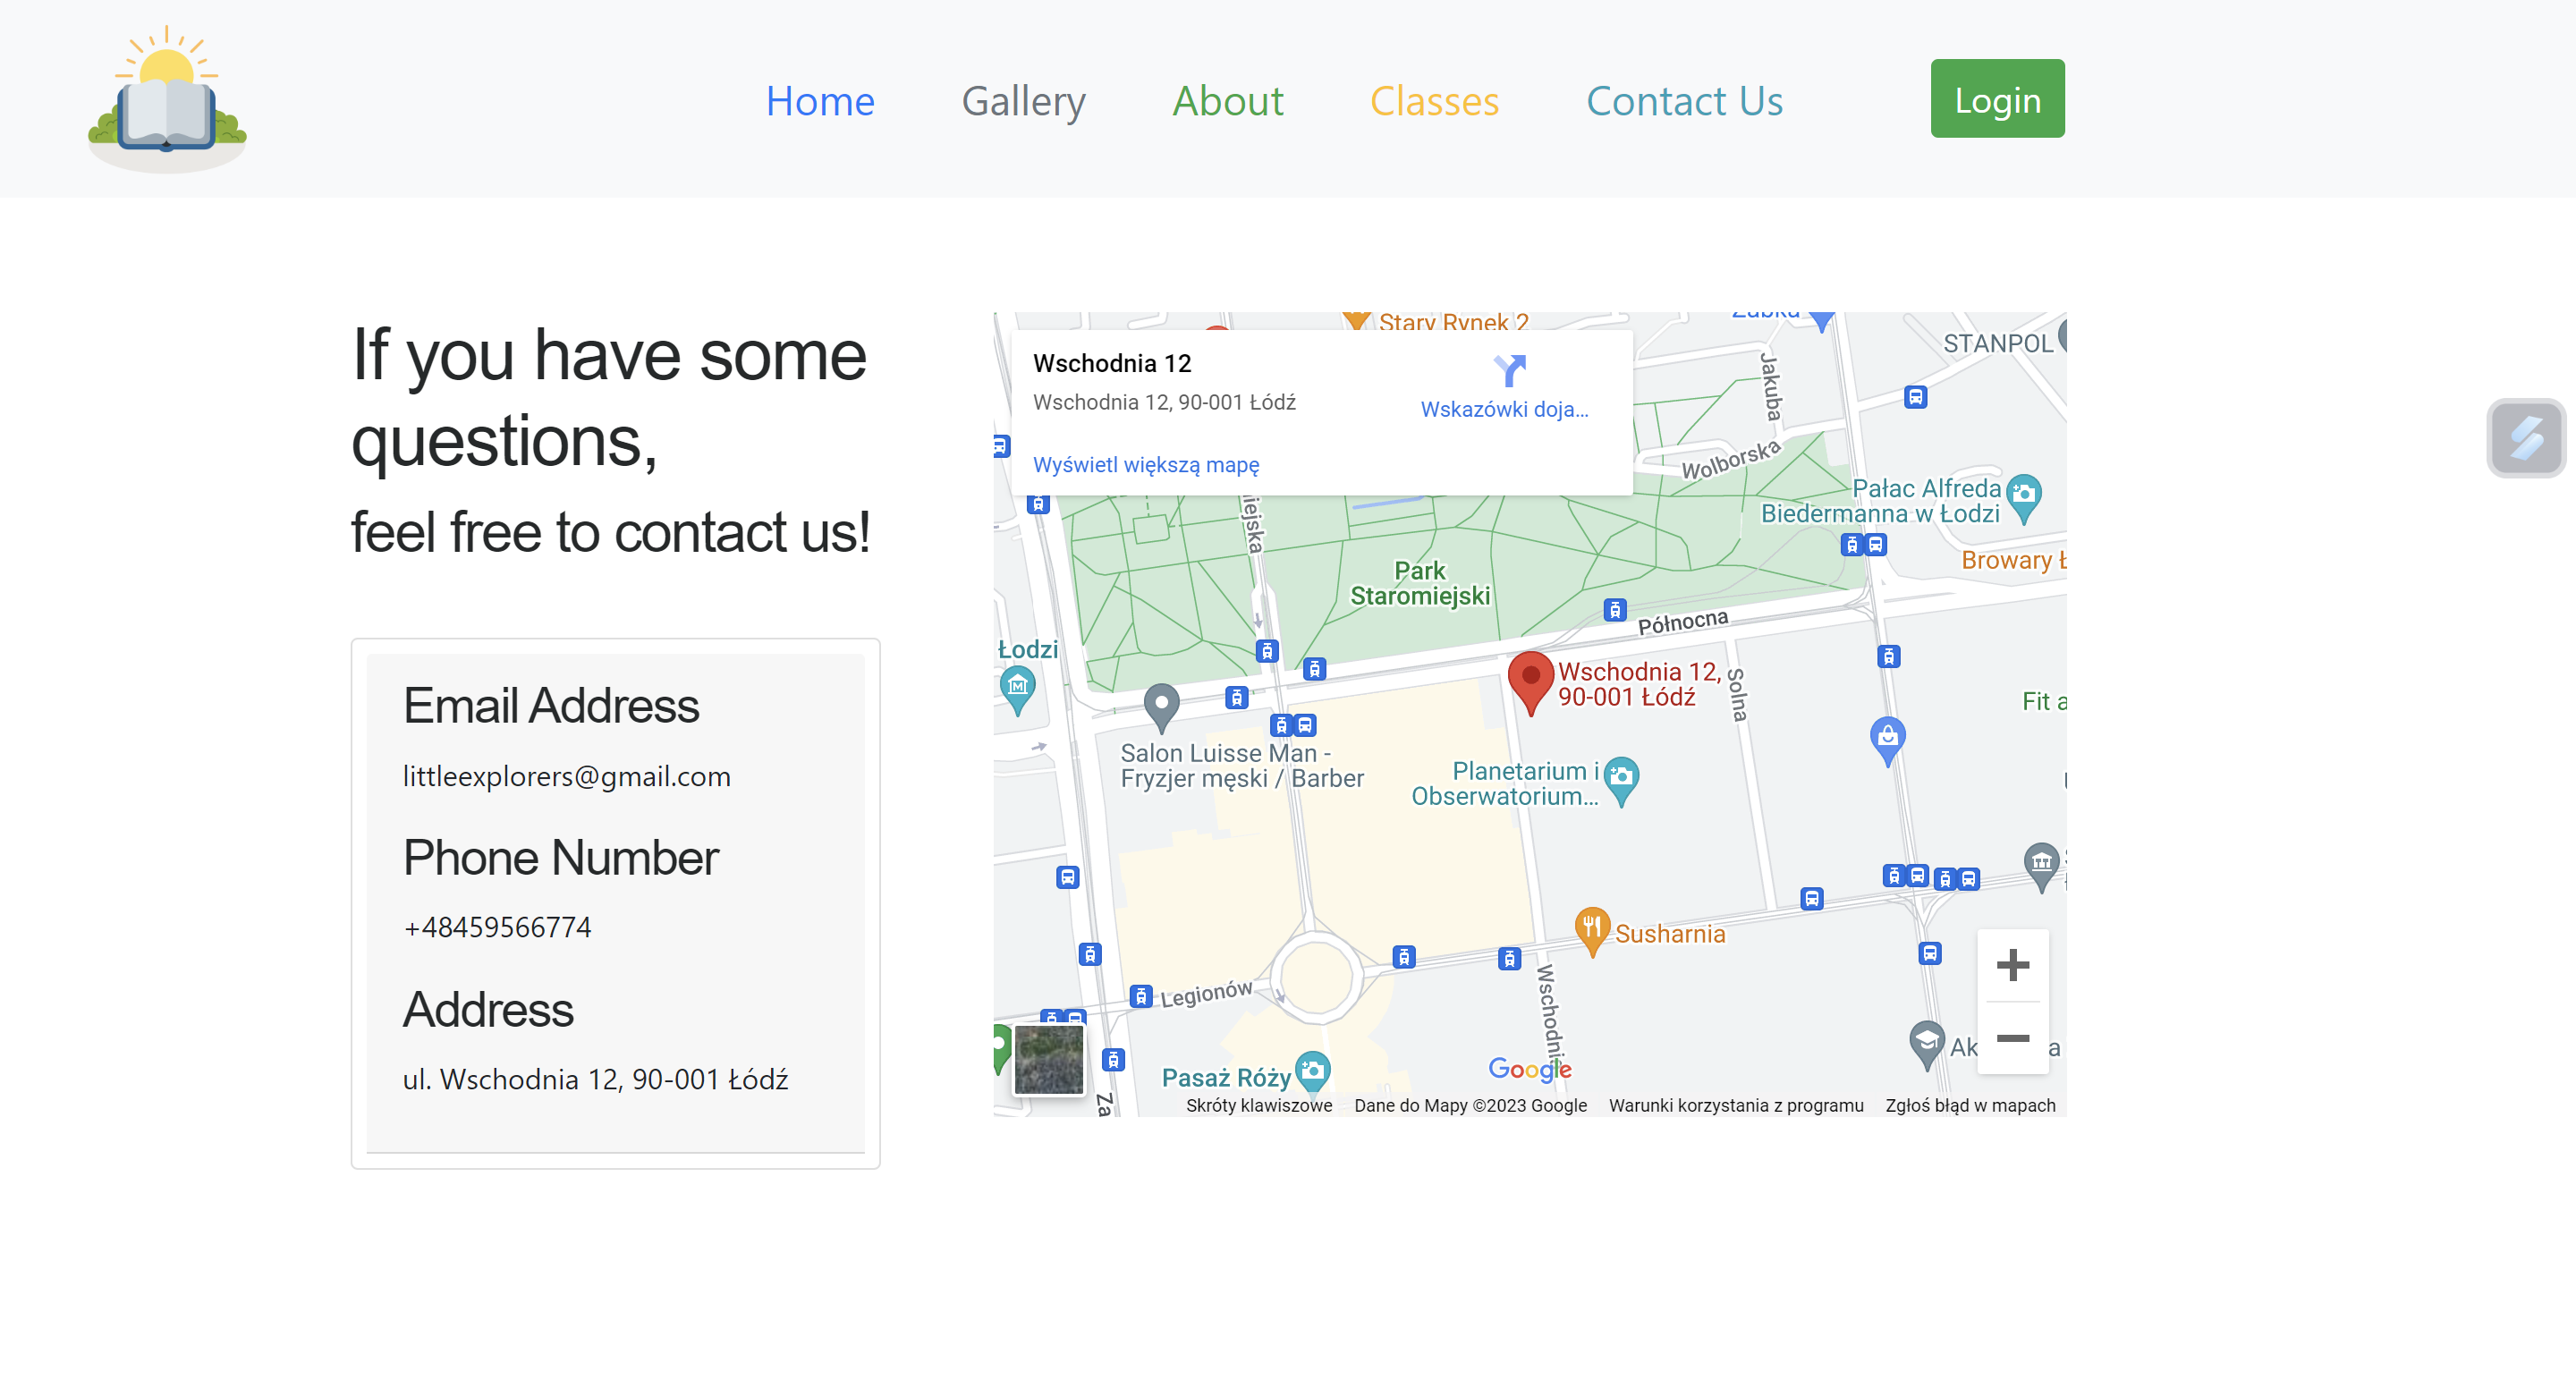 Home
Gallery
About
Classes
Contact Us
Login
If you have some
questions,
feel free to contact us!
Email Address
littleexplorers@gmail.com
Phone Number
+48459566774
Address
ul. Wschodnia 12, 90-001 Łódź
Stary Rynek 2
Żabka
STANPOL
Wschodnia 12
Wschodnia 12, 90-001 Łódź
Wskazówki doja...
Wyświetl większą mapę
Jakuba
Wolborska
Pałac Alfreda
Biedermanna w Łodzi
iejska
Browary Ł
Park
Staromiejski
Północna
Łodzi
Wschodnia 12,
90-001 Łódź
Solna
Fit a
Salon Luisse Man -
Fryzjer męski / Barber
Planetarium i
Obserwatorium...
Susharnia
Legionów
Wschodnia
Ak
a
Pasaż Róży
Google
Za
Skróty klawiszowe
Dane do Mapy ©2023 Google
Warunki korzystania z programu
Zgłoś błąd w mapach